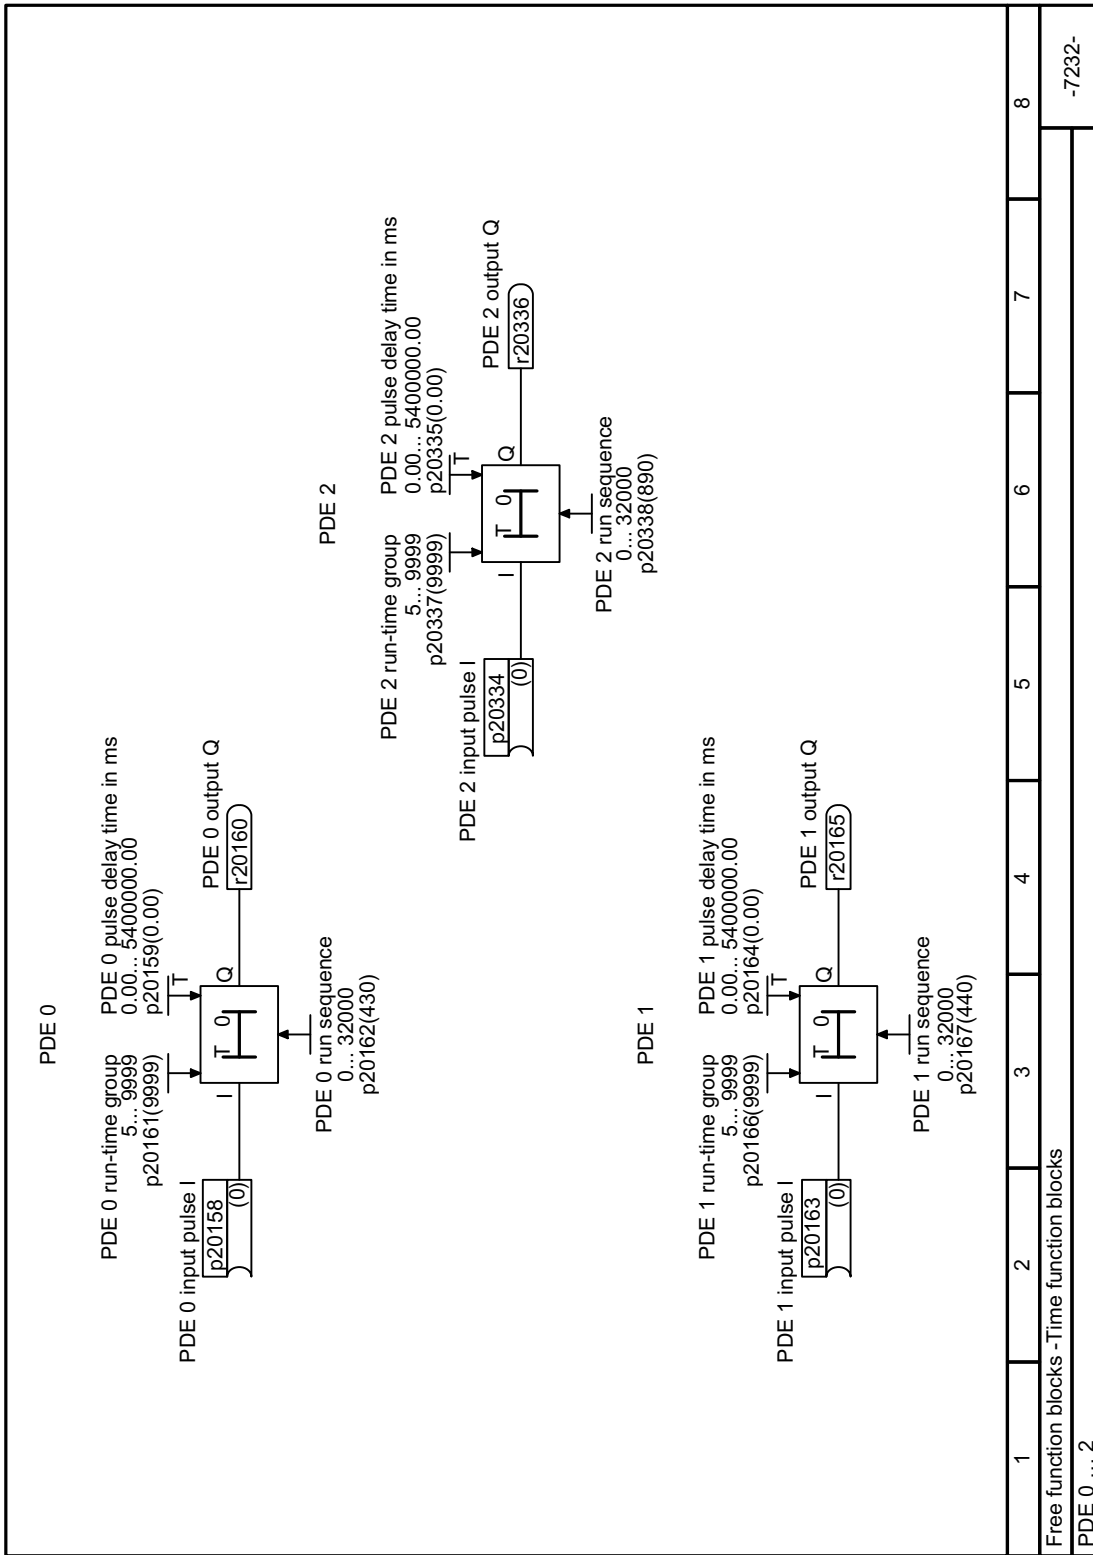 PDE 0
PDE 0 run-time group
5... 9999
p20161(9999)
PDE 0 pulse delay time in ms
0.00... 5400000.00
p20159(0.00)
T
PDE 0 input pulse I
p20158
(0)
I
T 0
Q
PDE 0 output Q
r20160
PDE 0 run sequence
0... 32000
p20162(430)
PDE 2
PDE 2 run-time group
5... 9999
p20337(9999)
PDE 2 pulse delay time in ms
0.00... 5400000.00
p20335(0.00)
T
PDE 2 input pulse I
p20334
(0)
I
T 0
Q
PDE 2 output Q
r20336
PDE 2 run sequence
0... 32000
p20338(890)
PDE 1
PDE 1 run-time group
5... 9999
p20166(9999)
PDE 1 pulse delay time in ms
0.00... 5400000.00
p20164(0.00)
T
PDE 1 input pulse I
p20163
(0)
I
T 0
Q
PDE 1 output Q
r20165
PDE 1 run sequence
0... 32000
p20167(440)
1 2 3 4 5 6 7 8
Free function blocks -Time function blocks
-7232-
PDE 0 ... 2